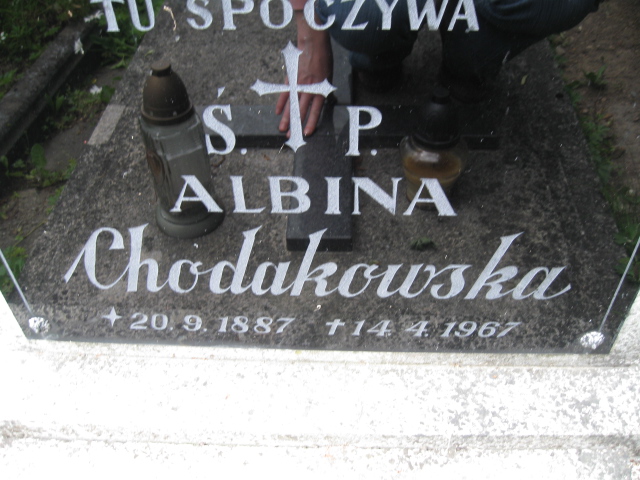 TU SPOCZYWA
Ś. P.
ALBINA
Chodakowska
20.9.1887 14.4.1967